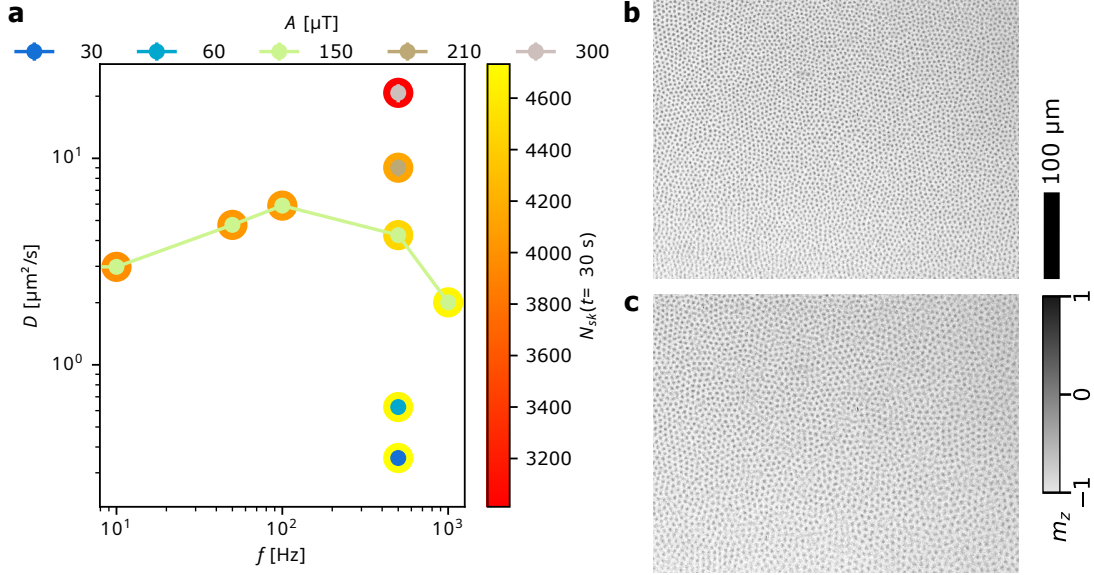 a
A [µT]
30 60 150 210 300
10¹
10⁰
D [µm²/s]
10¹ 10² 10³
f [Hz]
4600
4400
4200
4000
3800
3600
3400
3200
N_sk(t= 30 s)
b
100 µm
c
1
0
−1
m_z